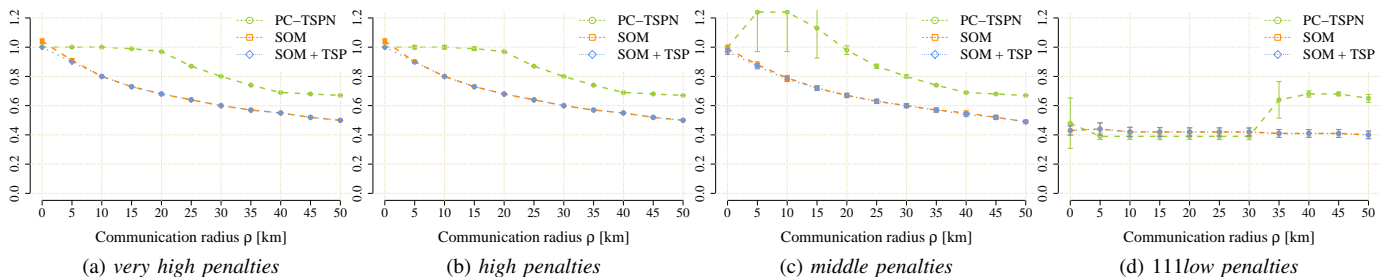 0.0 0.2 0.4 0.6 0.8 1.0 1.2
PC−TSPN
SOM
SOM + TSP
0 5 10 15 20 25 30 35 40 45 50
Communication radius ρ [km]
(a) very high penalties
0.0 0.2 0.4 0.6 0.8 1.0 1.2
PC−TSPN
SOM
SOM + TSP
0 5 10 15 20 25 30 35 40 45 50
Communication radius ρ [km]
(b) high penalties
0.0 0.2 0.4 0.6 0.8 1.0 1.2
PC−TSPN
SOM
SOM + TSP
0 5 10 15 20 25 30 35 40 45 50
Communication radius ρ [km]
(c) middle penalties
0.0 0.2 0.4 0.6 0.8 1.0 1.2
PC−TSPN
SOM
SOM + TSP
0 5 10 15 20 25 30 35 40 45 50
Communication radius ρ [km]
(d) 111low penalties